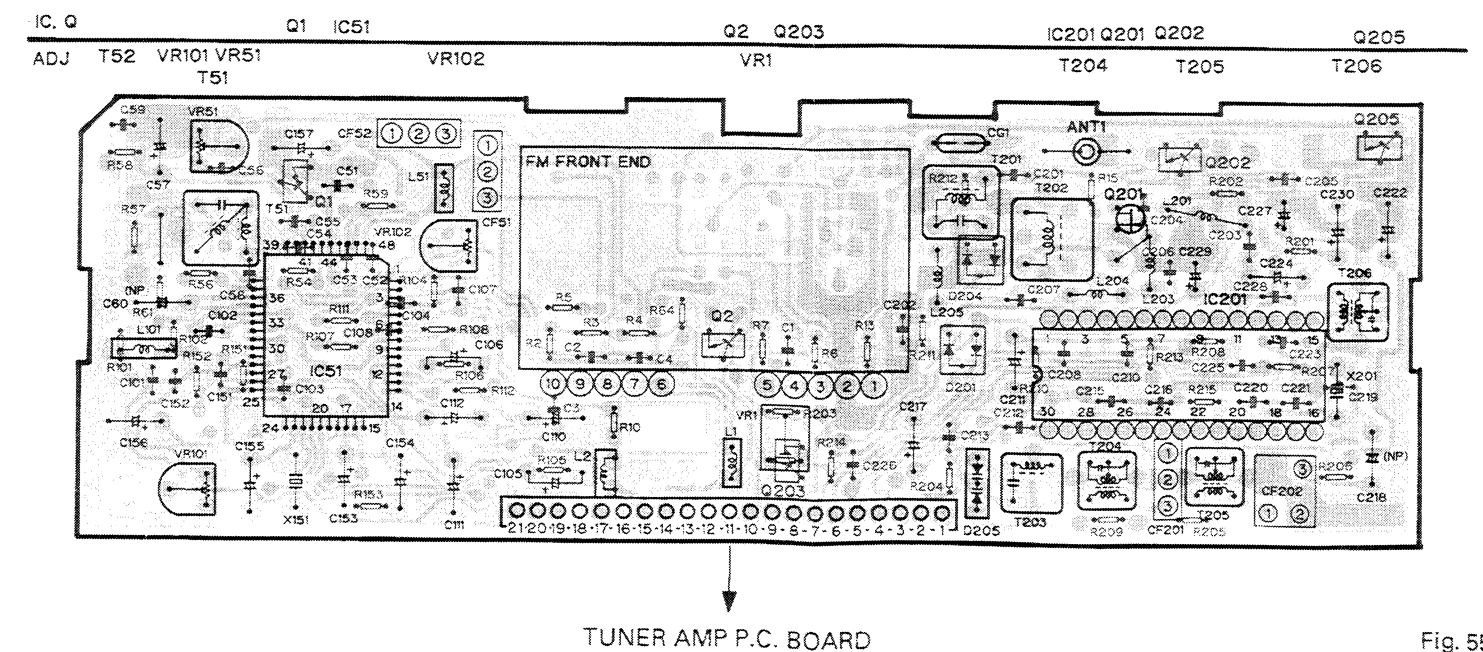 IC. Q Q1 IC51 Q2 Q203 IC201 Q201 Q202 Q205
ADJ T52 VR101 VR51 VR102 VR1 T204 T205 T206
T51
C59 VR51 C157 CF52 1 2 3 CG1 ANT1 Q205
R58 C56 C51 L51 1 2 3 FM FRONT END T201 Q202
C57 R59 R212 C201 T202 R15 R202 C205 C230 C222
R57 T51 Q1 C55 C54 VR102 CF51 Q201 C204 L201 C227 C203 R201
39 41 44 48
R56 R54 C53 C52 R104 C107 C206 C229 C224 C228 T206
(NP) C60 R61 C58 36 3 C104 D204 C207 L204 L203 IC201
C102 33 R111 C108 6 R108 R5 R3 R4 R64 Q2 C202 L205
L101 R102 R107 9 C106 R2 C2 C4 R7 C1 R6 R13 R211
R101 R152 30 IC51 12 R106 1 3 5 7 9 11 13 15
C101 C152 C151 27 C103 R112 D201 C208 C210 R213 R208 C225 C223 R207 X201
25 20 17 14 10 9 8 7 6 5 4 3 2 1
24 15 C112 C3 R10 VR1 R203 C217 C211 C212 C215 C216 R215 C220 C221 C219
30 28 26 24 22 20 18 16
C156 C155 C154 C110 L1 R214 C213 T204 1 2 3 3 R206 (NP)
VR101 C105 R105 L2 C226 R204 CF202 C218
X151 C153 R153 C111 Q203 T203 T205 1 2
21-20-19-18-17-16-15-14-13-12-11-10-9-8-7-6-5-4-3-2-1 D205 R209 CF201 R205
TUNER AMP P.C. BOARD